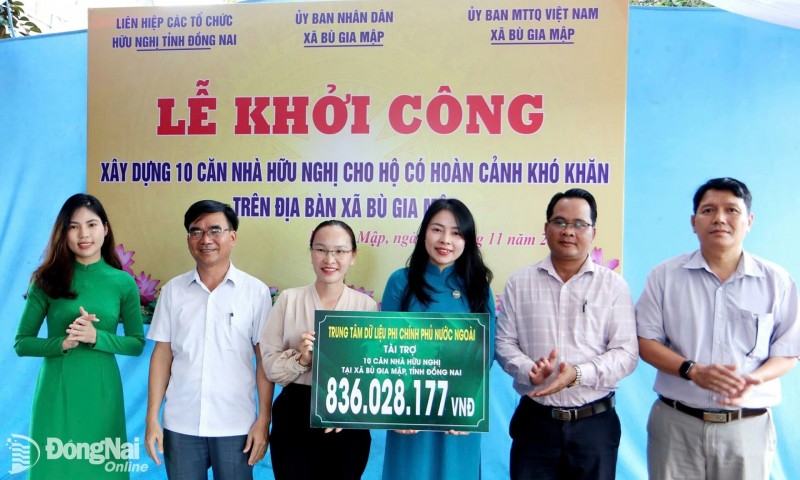 LIÊN HIỆP CÁC TỔ CHỨC
HỮU NGHỊ TỈNH ĐỒNG NAI
ỦY BAN NHÂN DÂN
XÃ BÙ GIA MẬP
ỦY BAN MTTQ VIỆT NAM
XÃ BÙ GIA MẬP
LỄ KHỞI CÔNG
XÂY DỰNG 10 CĂN NHÀ HỮU NGHỊ CHO HỘ CÓ HOÀN CẢNH KHÓ KHĂN
TRÊN ĐỊA BÀN XÃ BÙ GIA
Mập, ngày 11 năm
TRUNG TÂM DỮ LIỆU PHI CHÍNH PHỦ NƯỚC NGOÀI
TÀI TRỢ
10 CĂN NHÀ HỮU NGHỊ
TẠI XÃ BÙ GIA MẬP, TỈNH ĐỒNG NAI
836.028.177 VNĐ
ĐồngNai
Online